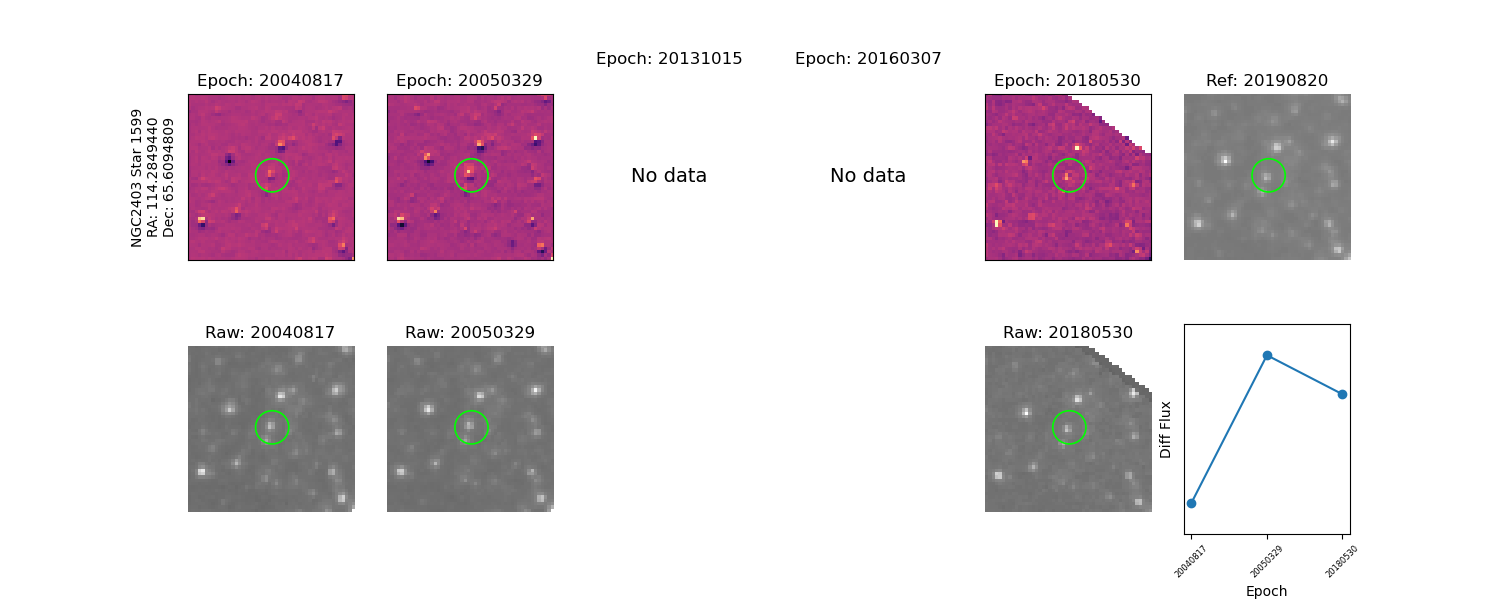 Epoch: 20040817
Epoch: 20050329
Epoch: 20131015
Epoch: 20160307
Epoch: 20180530
Ref: 20190820
NGC2403 Star 1599
RA: 114.2849440
Dec: 65.6094809
No data
No data
Raw: 20040817
Raw: 20050329
Raw: 20180530
Diff Flux
20040817
20050329
20180530
Epoch